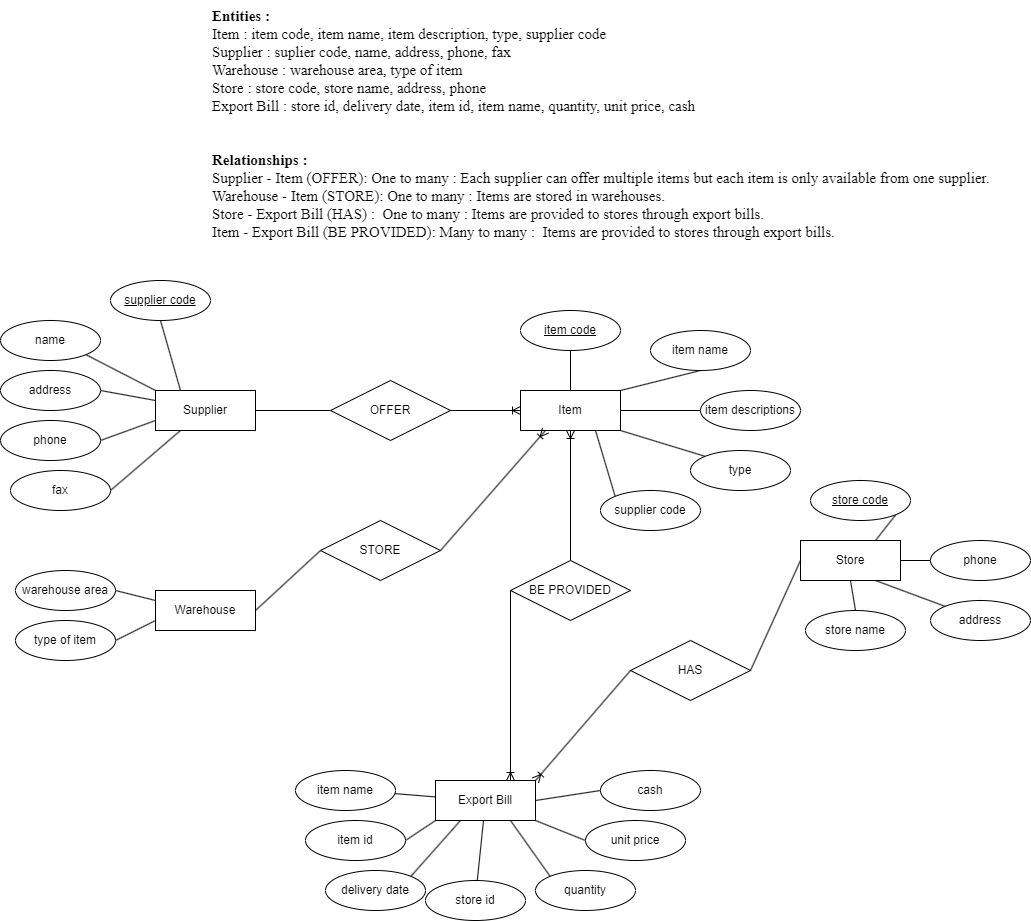 Entities :
Item : item code, item name, item description, type, supplier code
Supplier : suplier code, name, address, phone, fax
Warehouse : warehouse area, type of item
Store : store code, store name, address, phone
Export Bill : store id, delivery date, item id, item name, quantity, unit price, cash
Relationships :
Supplier - Item (OFFER): One to many : Each supplier can offer multiple items but each item is only available from one supplier.
Warehouse - Item (STORE): One to many : Items are stored in warehouses.
Store - Export Bill (HAS) :  One to many : Items are provided to stores through export bills.
Item - Export Bill (BE PROVIDED): Many to many :  Items are provided to stores through export bills.
supplier code
name
address
phone
fax
Supplier
OFFER
item code
item name
Item
item descriptions
type
supplier code
STORE
warehouse area
type of item
Warehouse
BE PROVIDED
store code
Store
phone
address
store name
HAS
item name
Export Bill
cash
item id
unit price
delivery date
store id
quantity